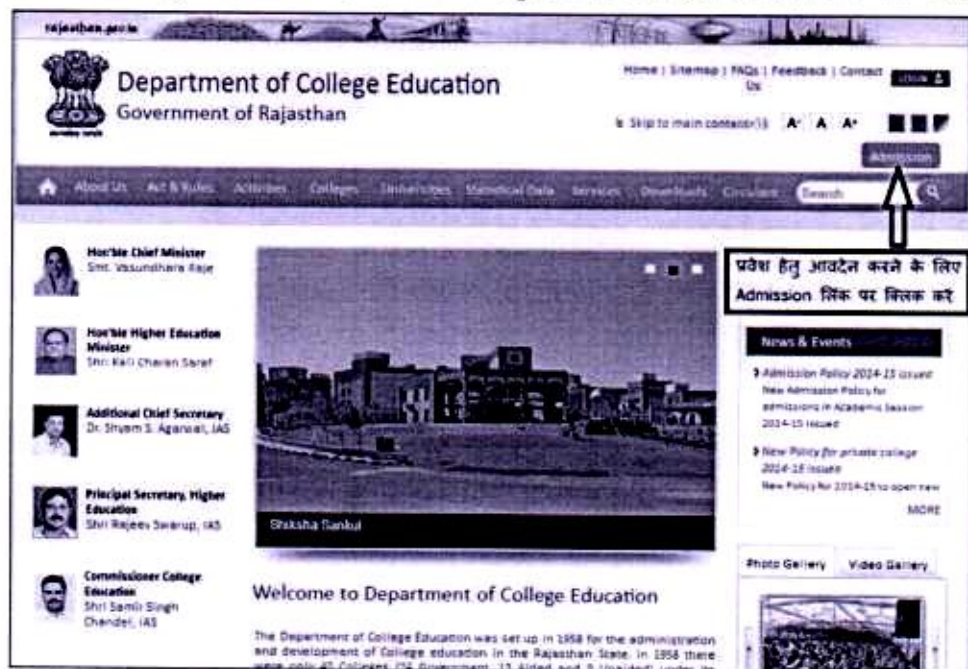 rajasthan.gov.in
Department of College Education
Government of Rajasthan
Home | Sitemap | FAQs | Feedback | Contact Us
LOGIN
Skip to main content
A- A A+
Admission
About Us Act & Rules Activities Colleges Universities Statistical Data Services Downloads Circulars Search
प्रवेश हेतु आवदेन करने के लिए
Admission लिंक पर क्लिक करें
Hon'ble Chief Minister
Smt. Vasundhara Raje
Hon'ble Higher Education
Minister
Shri Kali Charan Saraf
Additional Chief Secretary
Dr. Shyam S. Agarwal, IAS
Principal Secretary, Higher
Education
Shri Rajeev Swarup, IAS
Commissioner College
Education
Shri Samir Singh
Chandel, IAS
Shiksha Sankul
Welcome to Department of College Education
The Department of College Education was set up in 1958 for the administration
and development of College education in the Rajasthan State. In 1958 there
were only
News & Events
Admission Policy 2014-15 issued
New Admission Policy for
admissions in Academic Session
2014-15 issued
New Policy for private college
2014-15 issued
New Policy for 2014-15 to open new
MORE
Photo Gallery Video Gallery